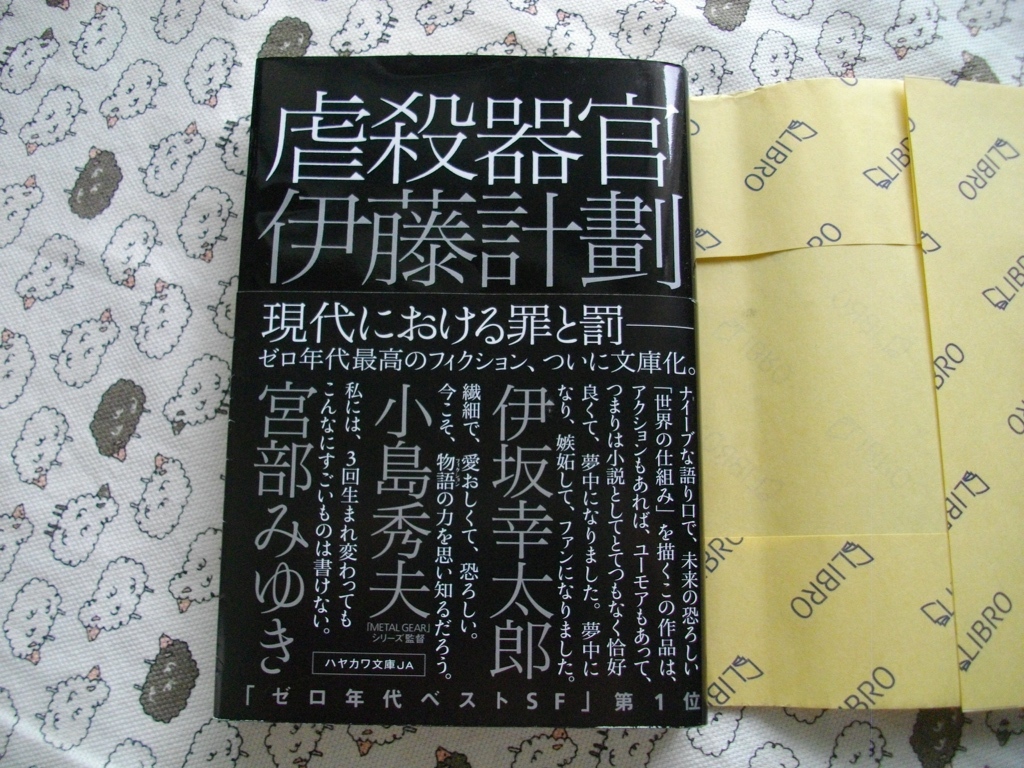 虐殺器官
伊藤計劃
現代における罪と罰――
ゼロ年代最高のフィクション、ついに文庫化。
ナイーブな語り口で、未来の恐ろしい
「世界の仕組み」を描くこの作品は、
アクションもあれば、ユーモアもあって、
つまりは小説としてとてつもなく恰好
良くて、夢中になりました。夢中に
なり、嫉妬して、ファンになりました。
伊坂幸太郎
繊細で、愛おしくて、恐ろしい。
今こそ、物語の力を思い知るだろう。
小島秀夫
『METAL GEAR』
シリーズ監督
私には、3回生まれ変わっても
こんなにすごいものは書けない。
宮部みゆき
ハヤカワ文庫JA
「ゼロ年代ベストSF」第1位
LIBRO
LIBRO
LIBRO
LIBRO
LIBRO
LIBRO
LIBRO